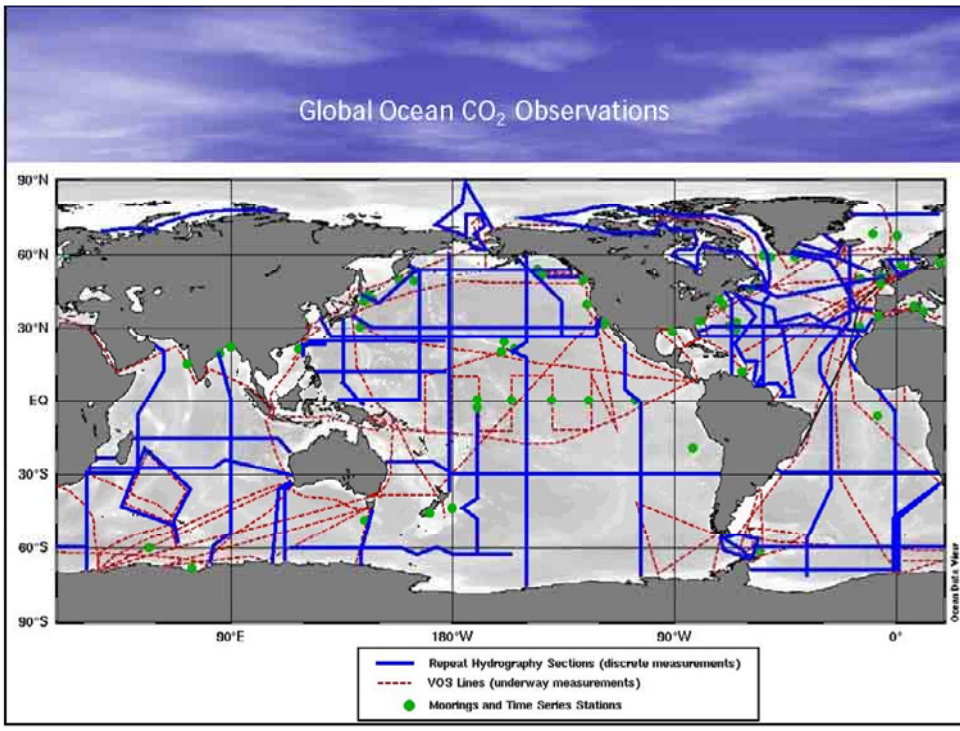 Global Ocean CO₂ Observations
90°N
60°N
30°N
EQ
30°S
60°S
90°S
90°E
180°W
90°W
0°
Ocean Data View
Repeat Hydrography Sections (discrete measurements)
VOS Lines (underway measurements)
Moorings and Time Series Stations